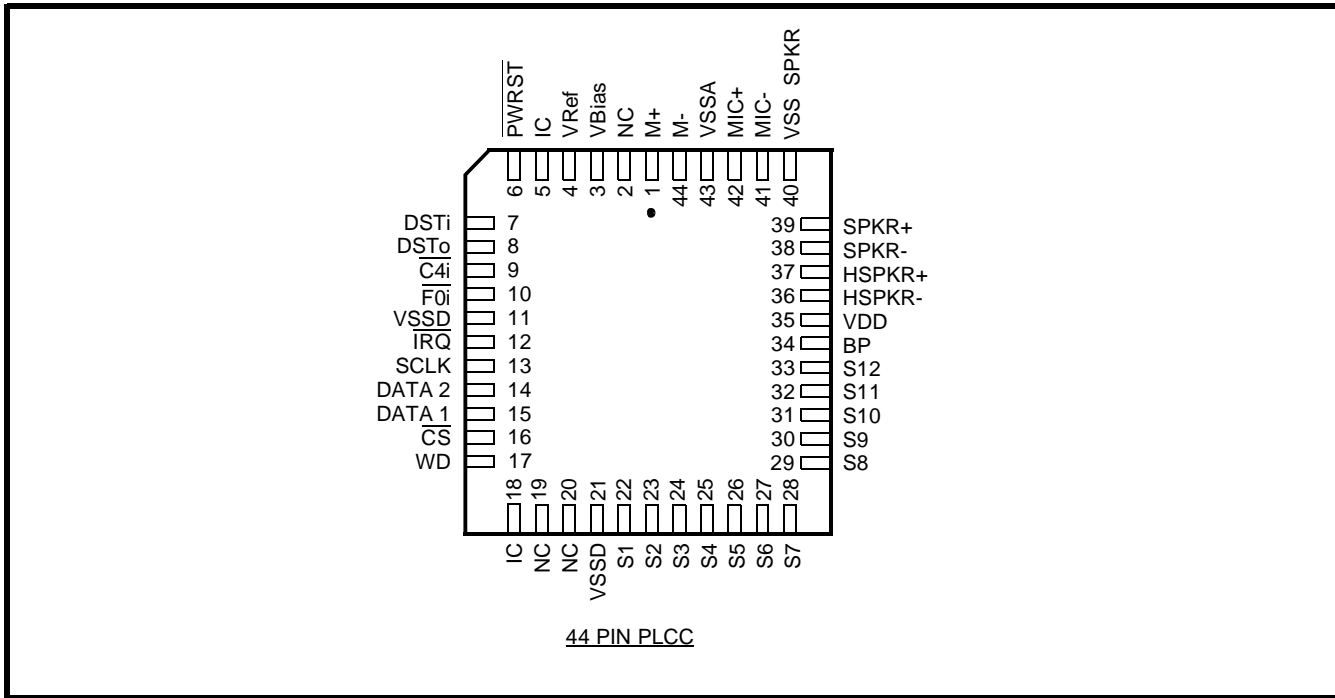 PWRST
IC
VRef
VBias
NC
M+
M-
VSSA
MIC+
MIC-
VSS SPKR
6
5
4
3
2
1
44
43
42
41
40
DSTi 7
DSTo 8
C4i 9
F0i 10
VSSD 11
IRQ 12
SCLK 13
DATA 2 14
DATA 1 15
CS 16
WD 17
39 SPKR+
38 SPKR-
37 HSPKR+
36 HSPKR-
35 VDD
34 BP
33 S12
32 S11
31 S10
30 S9
29 S8
18
19
20
21
22
23
24
25
26
27
28
IC
NC
NC
VSSD
S1
S2
S3
S4
S5
S6
S7
44 PIN PLCC